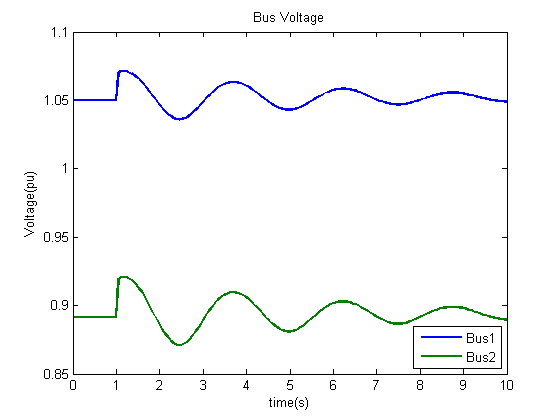 Bus Voltage
1.1
1.05
1
0.95
0.9
0.85
Voltage(pu)
0 1 2 3 4 5 6 7 8 9 10
time(s)
Bus1
Bus2